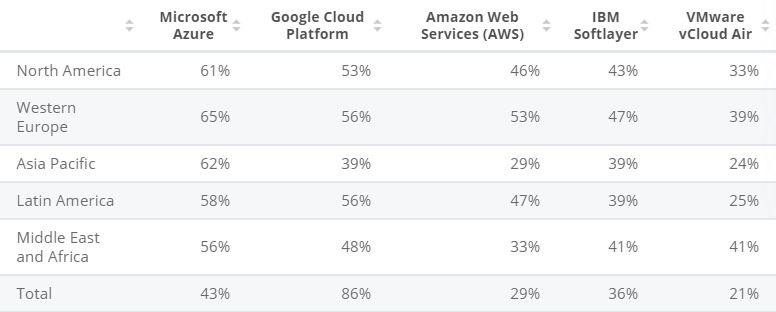 Microsoft Azure Google Cloud Platform Amazon Web Services (AWS) IBM Softlayer VMware vCloud Air
North America 61% 53% 46% 43% 33%
Western Europe 65% 56% 53% 47% 39%
Asia Pacific 62% 39% 29% 39% 24%
Latin America 58% 56% 47% 39% 25%
Middle East and Africa 56% 48% 33% 41% 41%
Total 43% 86% 29% 36% 21%